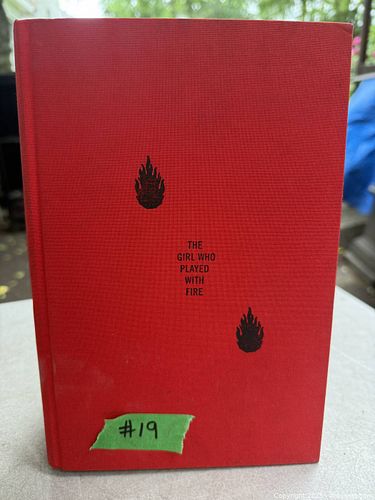 THE
GIRL WHO
PLAYED
WITH
FIRE
#19